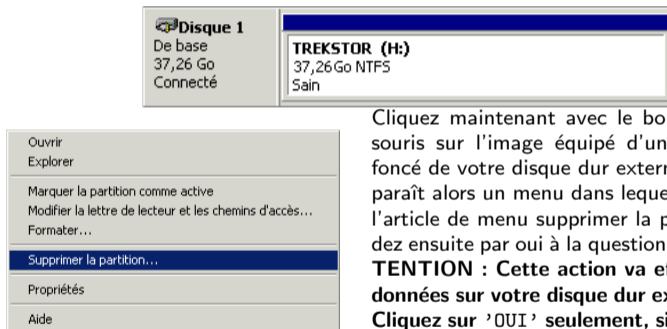 Disque 1
De base
37,26 Go
Connecté
TREKSTOR (H:)
37,26 Go NTFS
Sain
Ouvrir
Explorer
Marquer la partition comme active
Modifier la lettre de lecteur et les chemins d'accès...
Formater...
Supprimer la partition...
Propriétés
Aide
Cliquez maintenant avec le bo
souris sur l'image équipé d'un
foncé de votre disque dur extern
paraît alors un menu dans leque
l'article de menu supprimer la p
dez ensuite par oui à la question
TENTION : Cette action va ef
données sur votre disque dur ex
Cliquez sur 'OUI' seulement, si